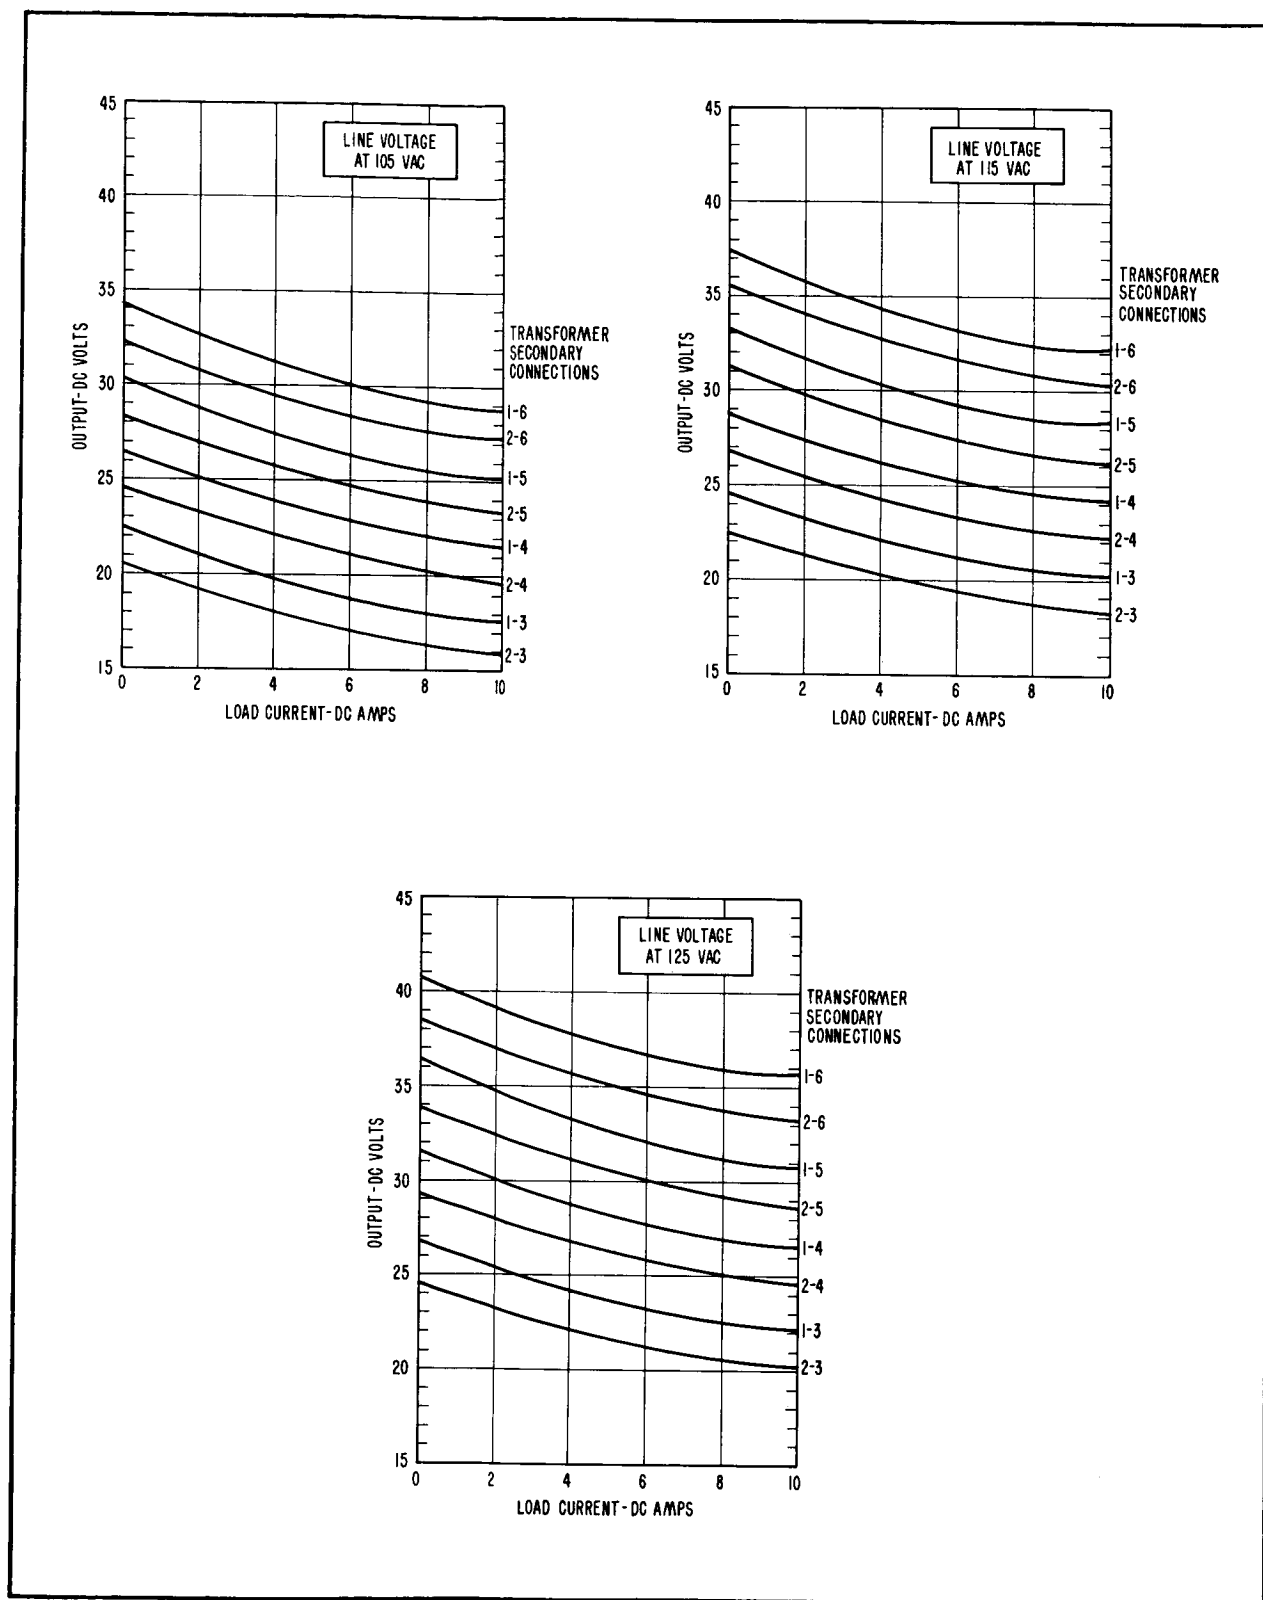 LINE VOLTAGE
AT 105 VAC
45
40
35
30
25
20
15
OUTPUT-DC VOLTS
TRANSFORMER
SECONDARY
CONNECTIONS
1-6
2-6
1-5
2-5
1-4
2-4
1-3
2-3
0 2 4 6 8 10
LOAD CURRENT-DC AMPS
LINE VOLTAGE
AT 115 VAC
45
40
35
30
25
20
15
OUTPUT-DC VOLTS
TRANSFORMER
SECONDARY
CONNECTIONS
1-6
2-6
1-5
2-5
1-4
2-4
1-3
2-3
0 2 4 6 8 10
LOAD CURRENT-DC AMPS
LINE VOLTAGE
AT 125 VAC
45
40
35
30
25
20
15
OUTPUT-DC VOLTS
TRANSFORMER
SECONDARY
CONNECTIONS
1-6
2-6
1-5
2-5
1-4
2-4
1-3
2-3
0 2 4 6 8 10
LOAD CURRENT-DC AMPS